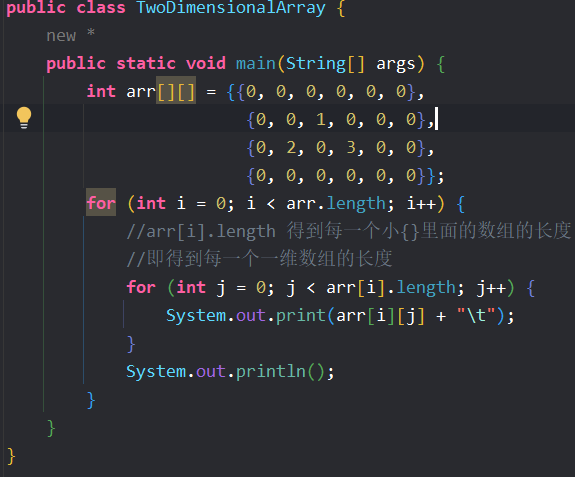 public class TwoDimensionalArray {
new *
public static void main(String[] args) {
int arr[][] = {{0, 0, 0, 0, 0, 0},
{0, 0, 1, 0, 0, 0},
{0, 2, 0, 3, 0, 0},
{0, 0, 0, 0, 0, 0}};
for (int i = 0; i < arr.length; i++) {
//arr[i].length 得到每一个小{}里面的数组的长度
//即得到每一个一维数组的长度
for (int j = 0; j < arr[i].length; j++) {
System.out.print(arr[i][j] + "\t");
}
System.out.println();
}
}
}